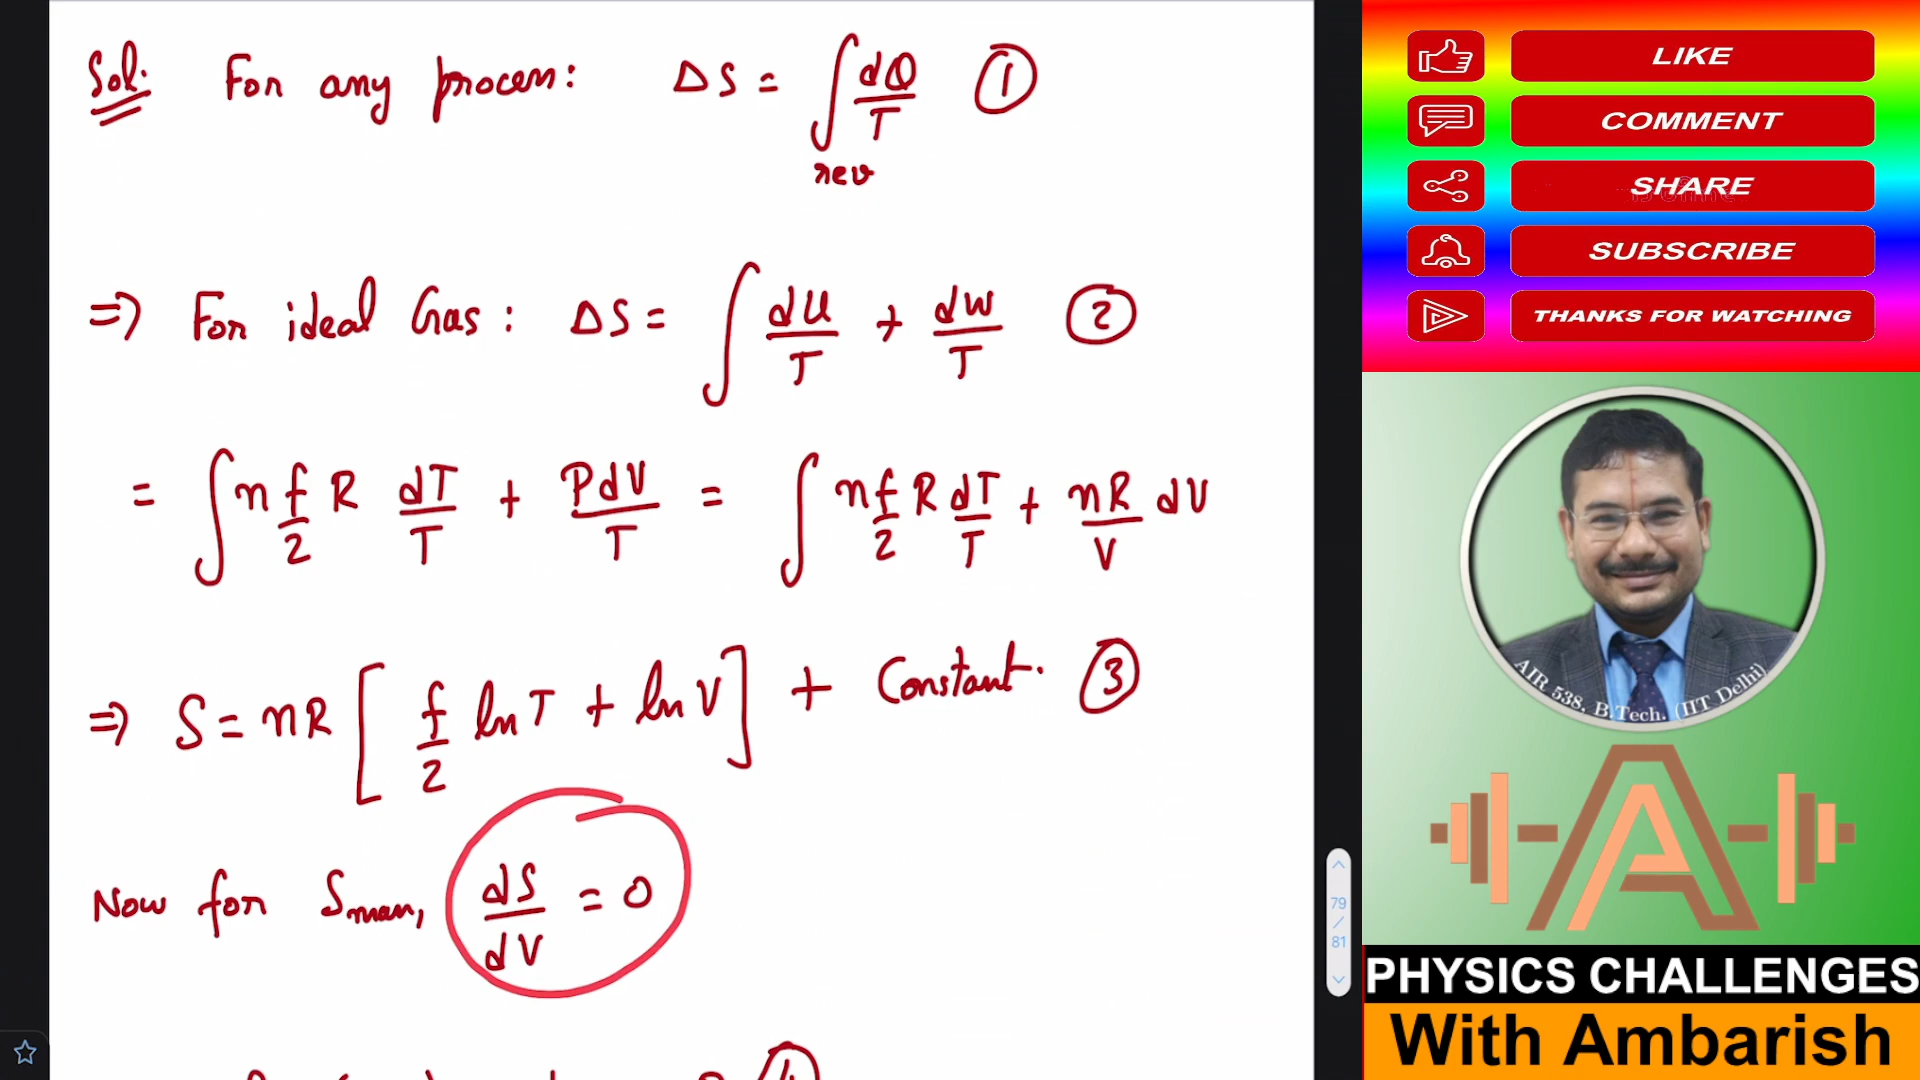 Sol: For any process: ΔS = ∫rev dQ/T ①
⇒ For ideal Gas: ΔS = ∫ dU/T + dW/T ②
= ∫ n f/2 R dT/T + PdV/T = ∫ n f/2 R dT/T + nR/V dV
⇒ S = nR [ f/2 ln T + ln V ] + Constant. ③
Now for Smax, dS/dV = 0
79
/
81
LIKE
COMMENT
SHARE
SUBSCRIBE
THANKS FOR WATCHING
AIR 538, B.Tech. (IIT Delhi)
A
PHYSICS CHALLENGES
With Ambarish